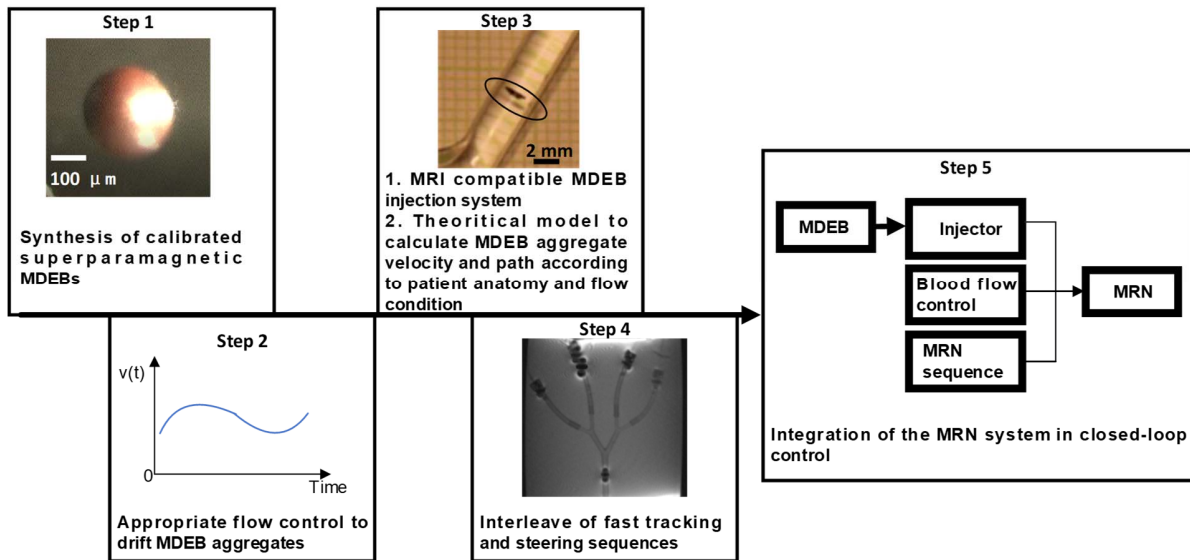 Step 1
100 μm
Synthesis of calibrated
superparamagnetic
MDEBs
Step 2
v(t)
0
Time
Appropriate flow control to
drift MDEB aggregates
Step 3
2 mm
1. MRI compatible MDEB
injection system
2. Theoritical model to
calculate MDEB aggregate
velocity and path according
to patient anatomy and flow
condition
Step 4
Interleave of fast tracking
and steering sequences
Step 5
MDEB
Injector
Blood flow
control
MRN
sequence
MRN
Integration of the MRN system in closed-loop
control